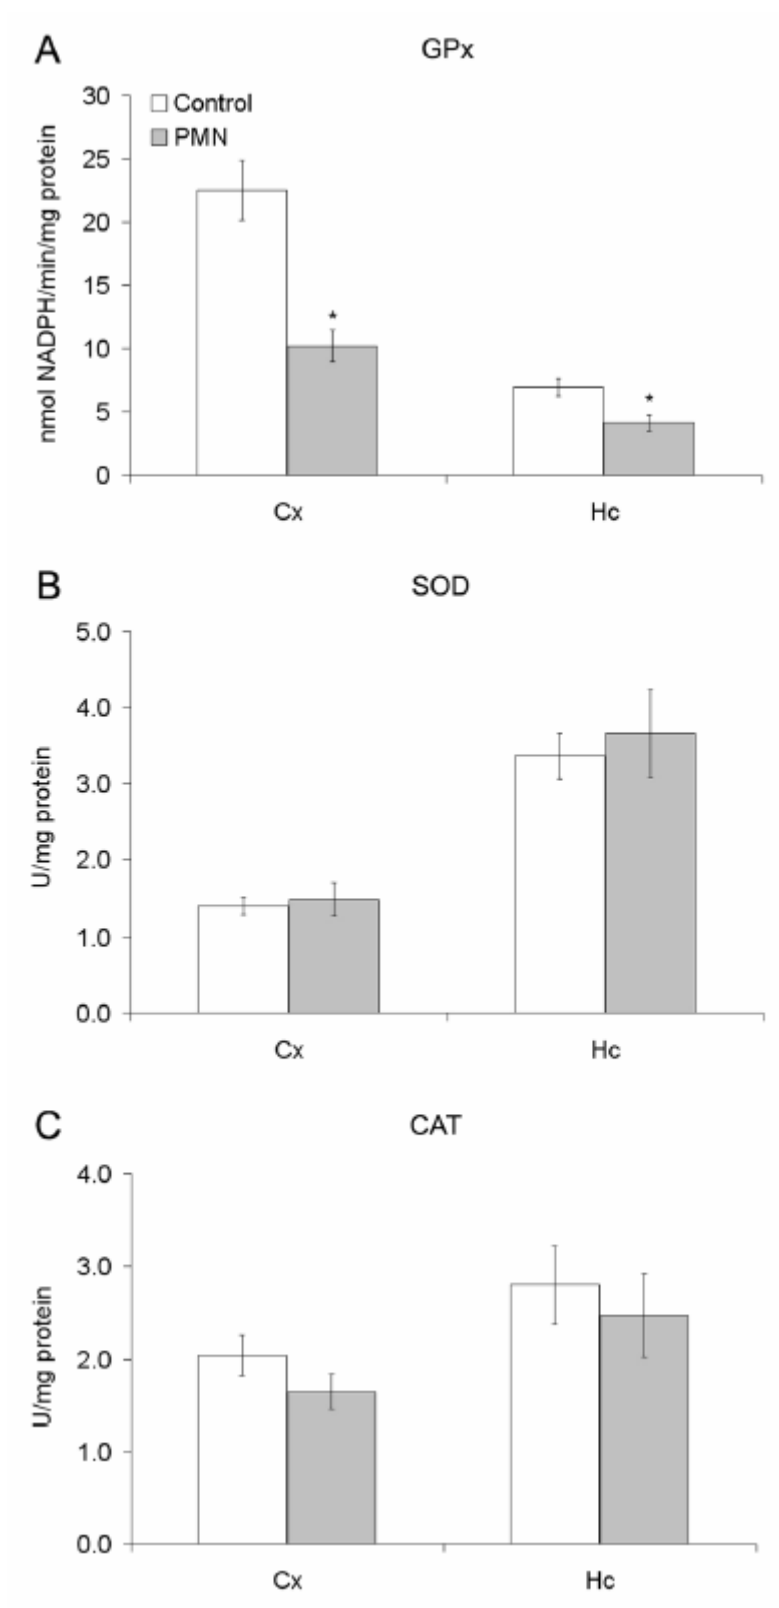 A
GPx
Control
PMN
nmol NADPH/min/mg protein
30
25
20
15
10
5
0
*
*
Cx
Hc
B
SOD
U/mg protein
5.0
4.0
3.0
2.0
1.0
0.0
Cx
Hc
C
CAT
U/mg protein
4.0
3.0
2.0
1.0
0.0
Cx
Hc